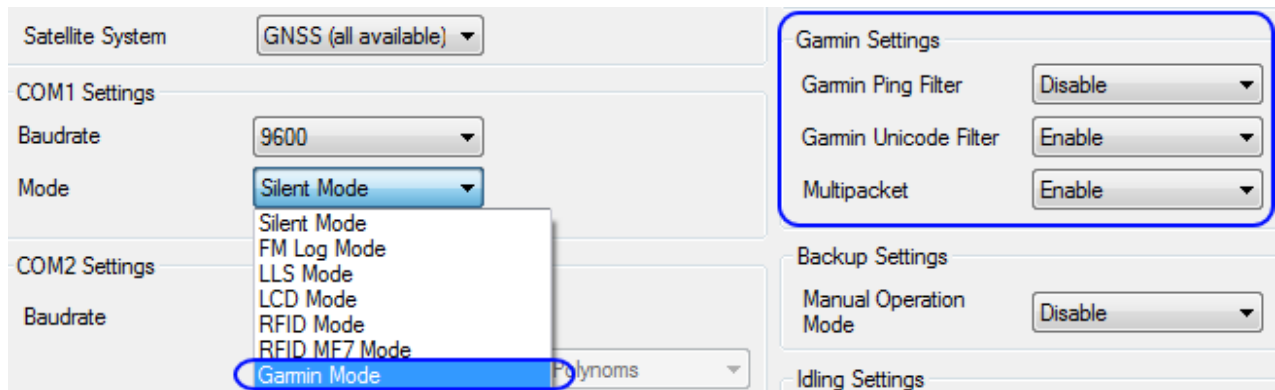 Satellite System
GNSS (all available)
COM1 Settings
Baudrate
9600
Mode
Silent Mode
Silent Mode
FM Log Mode
LLS Mode
LCD Mode
RFID Mode
RFID MF7 Mode
Garmin Mode
COM2 Settings
Baudrate
Polynoms
Garmin Settings
Garmin Ping Filter
Disable
Garmin Unicode Filter
Enable
Multipacket
Enable
Backup Settings
Manual Operation
Mode
Disable
Idling Settings